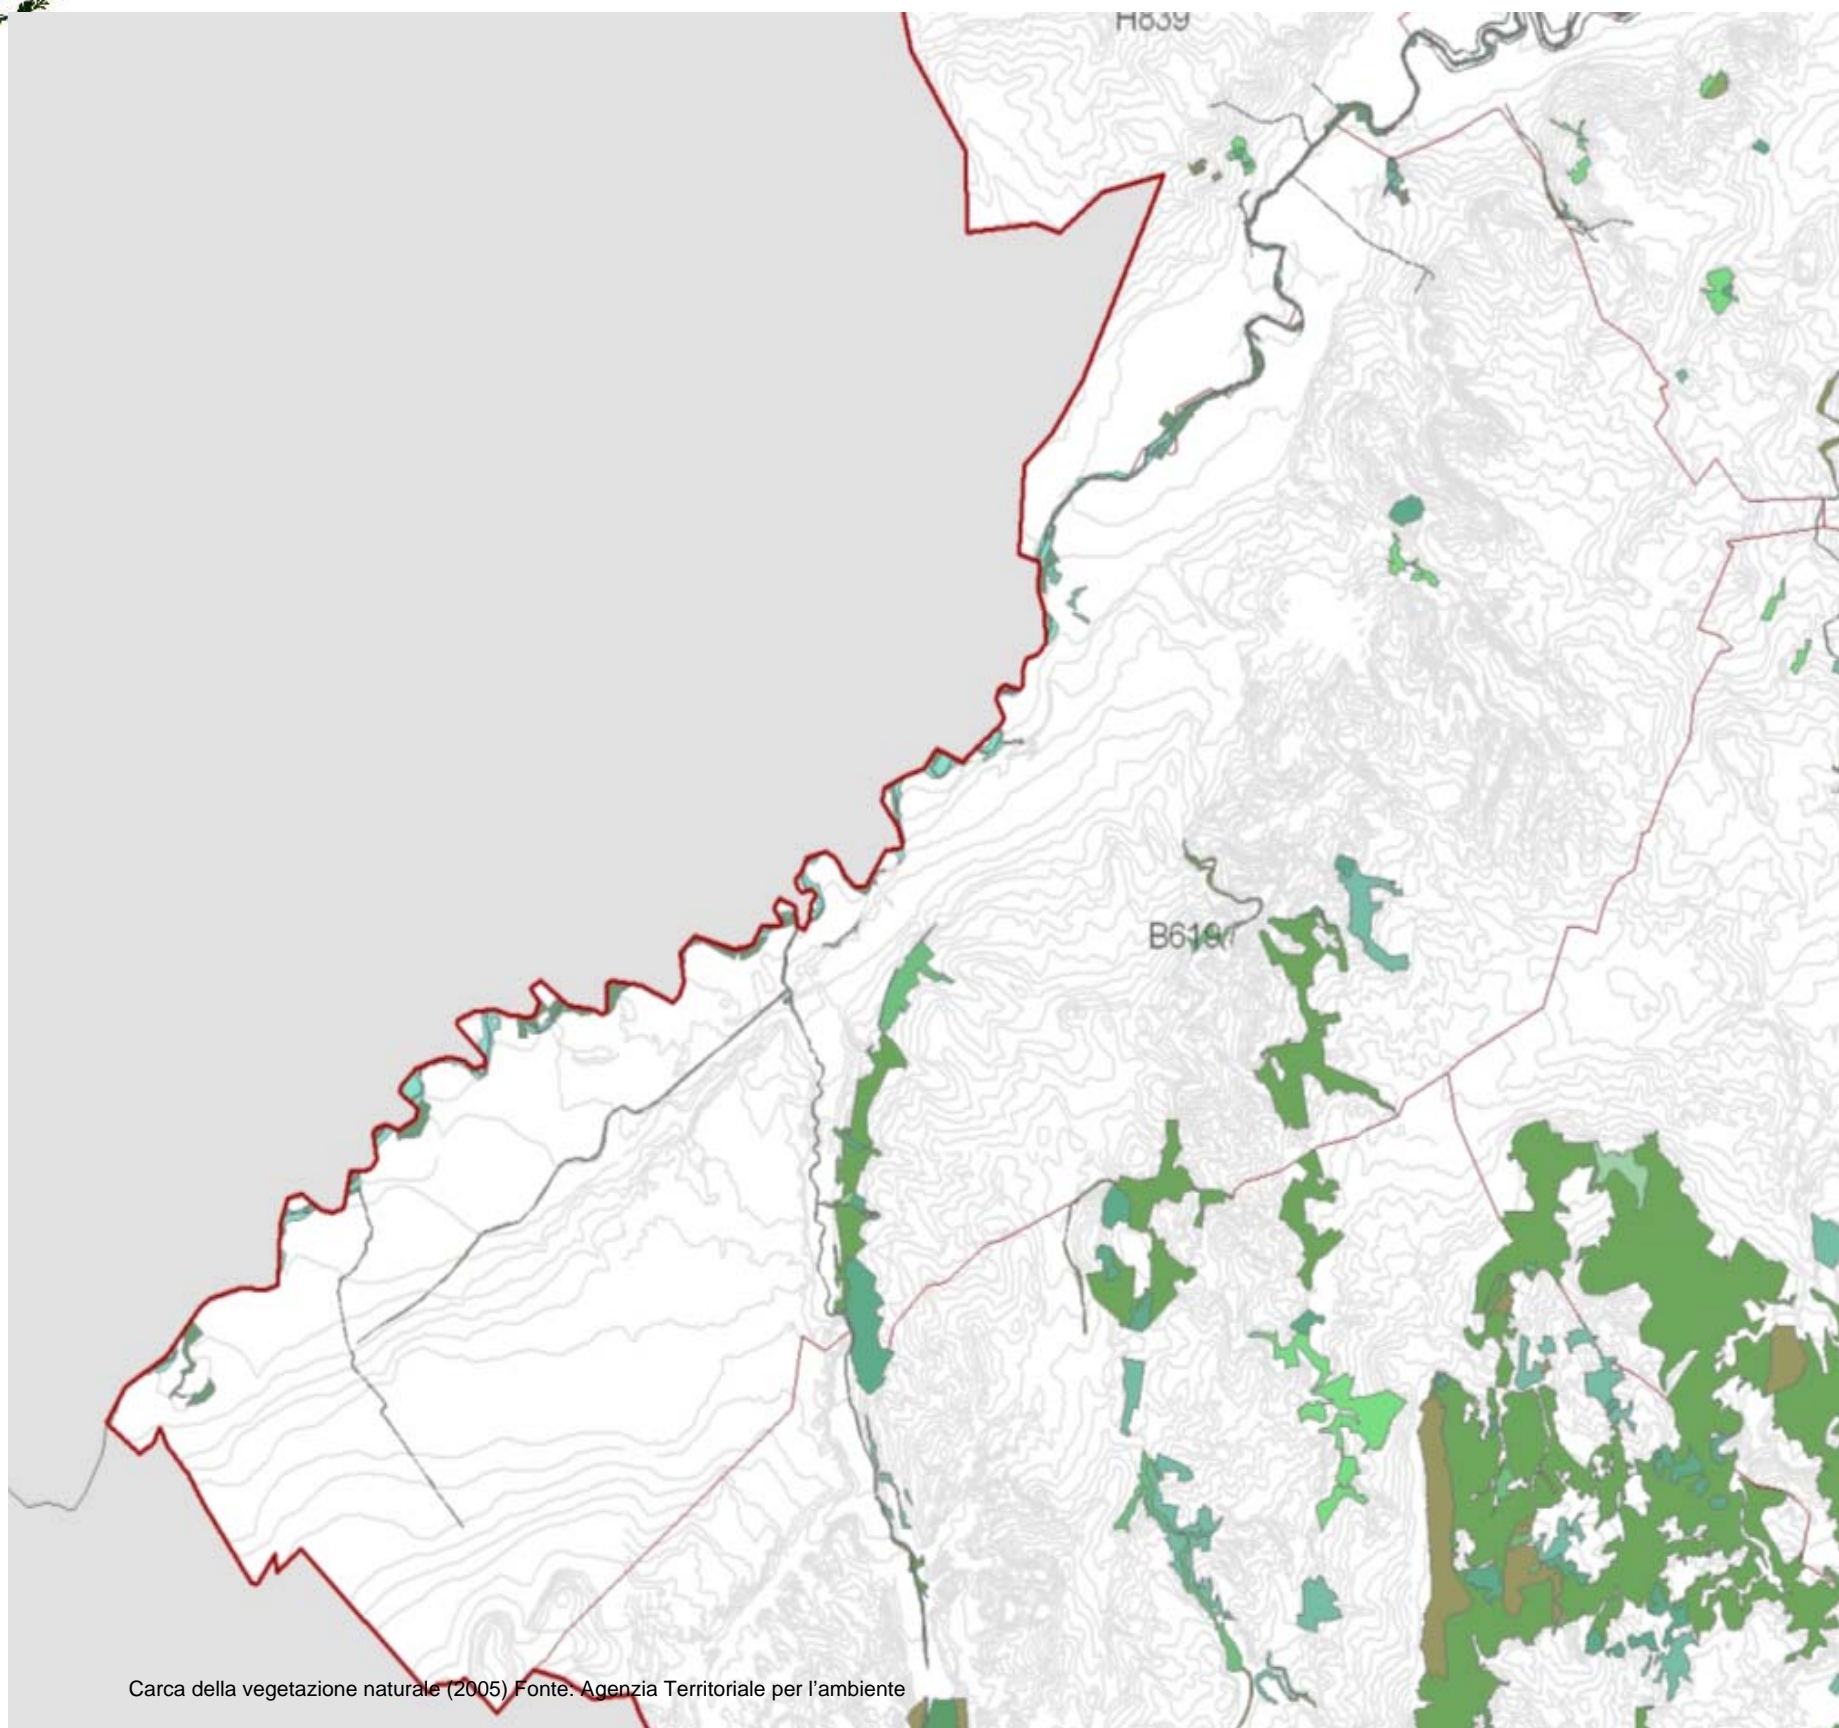 H839
B619
Carca della vegetazione naturale (2005) Fonte: Agenzia Territoriale per l'ambiente